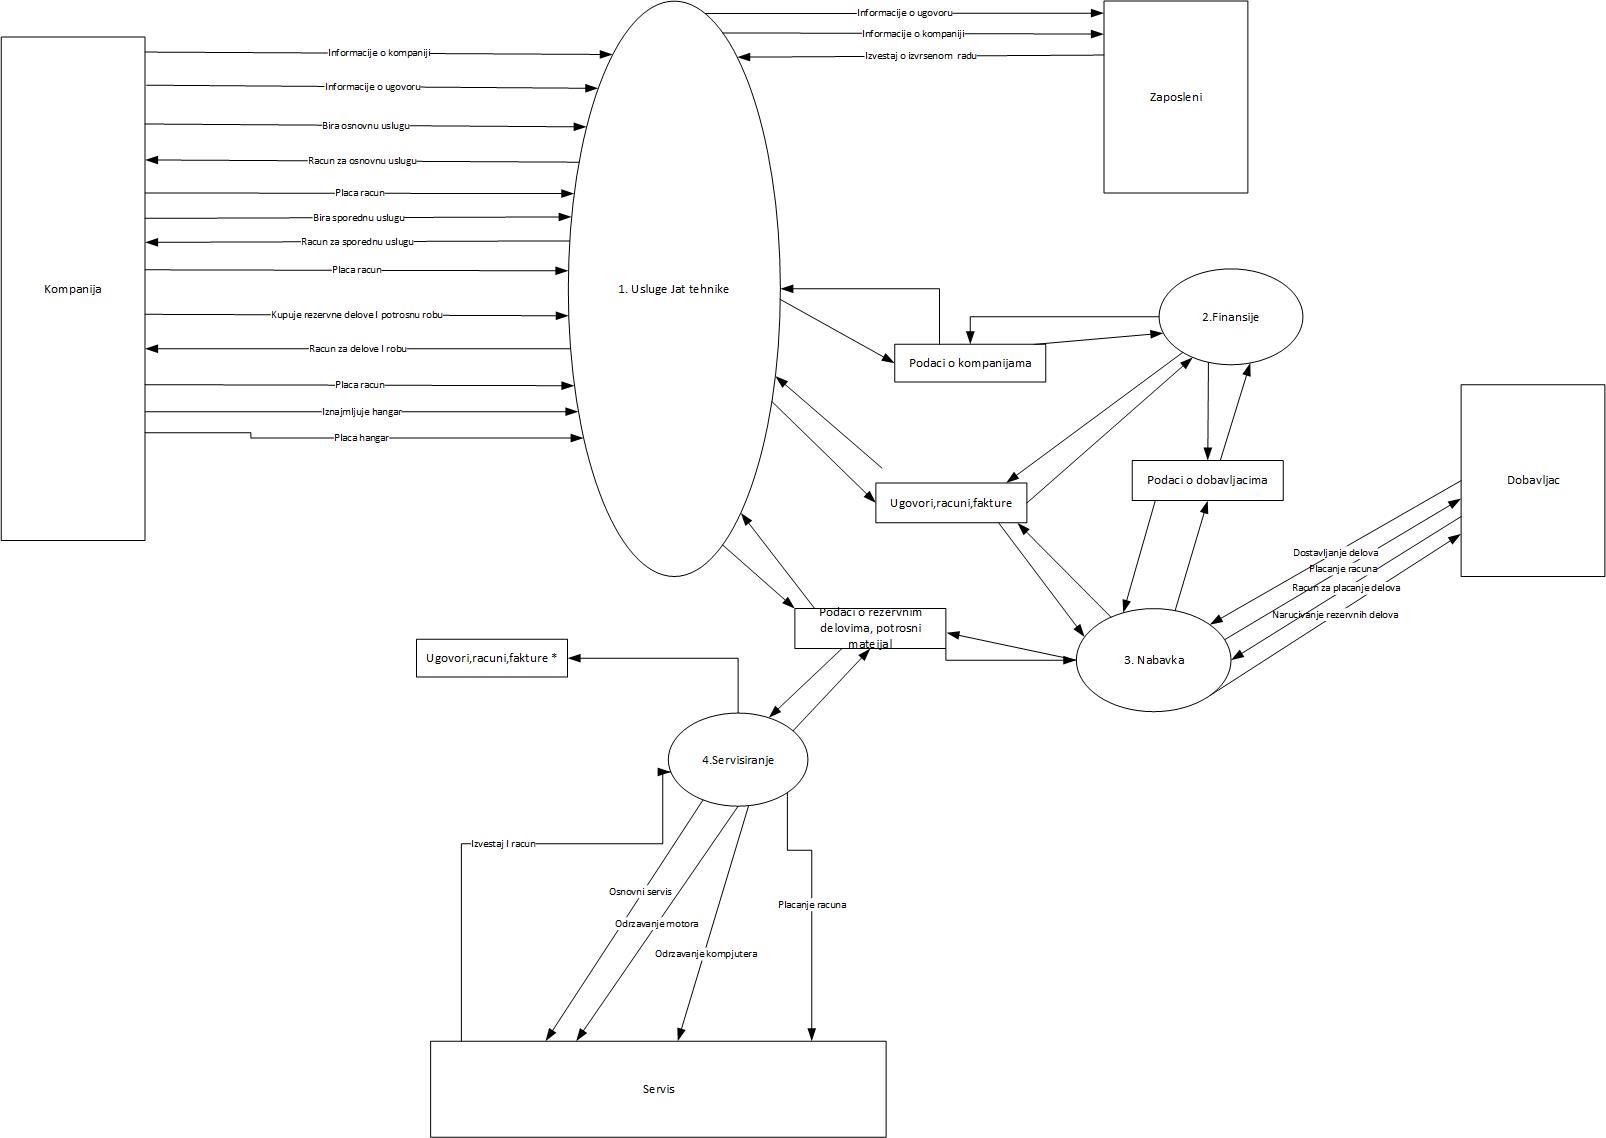 Informacije o ugovoru
Informacije o kompaniji
Izvestaj o izvrsenom radu
Zaposleni
Informacije o kompaniji
Informacije o ugovoru
Bira osnovnu uslugu
Racun za osnovnu uslugu
Placa racun
Bira sporednu uslugu
Racun za sporednu uslugu
Placa racun
Kompanija
Kupuje rezervne delove I potrosnu robu
Racun za delove I robu
Placa racun
Iznajmljuje hangar
Placa hangar
1. Usluge Jat tehnike
2.Finansije
Podaci o kompanijama
Podaci o dobavljacima
Dobavljac
Ugovori,racuni,fakture
Dostavljanje delova
Placanje racuna
Racun za placanje delova
Narucivanje rezervnih delova
Podaci o rezervnim
delovima, potrosni
mateijal
3. Nabavka
Ugovori,racuni,fakture *
4.Servisiranje
Izvestaj I racun
Osnovni servis
Odrzavanje motora
Odrzavanje kompjutera
Placanje racuna
Servis